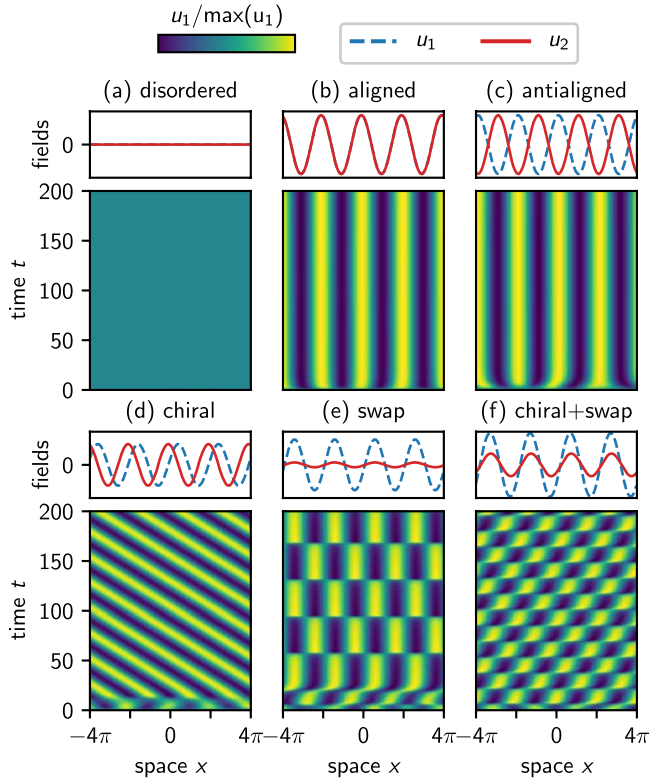 u₁/max(u₁)
u₁ u₂
(a) disordered (b) aligned (c) antialigned
fields 0
time t 200 150 100 50 0
(d) chiral (e) swap (f) chiral+swap
fields 0
time t 200 150 100 50 0
−4π 0 4π −4π 0 4π −4π 0 4π
space x space x space x